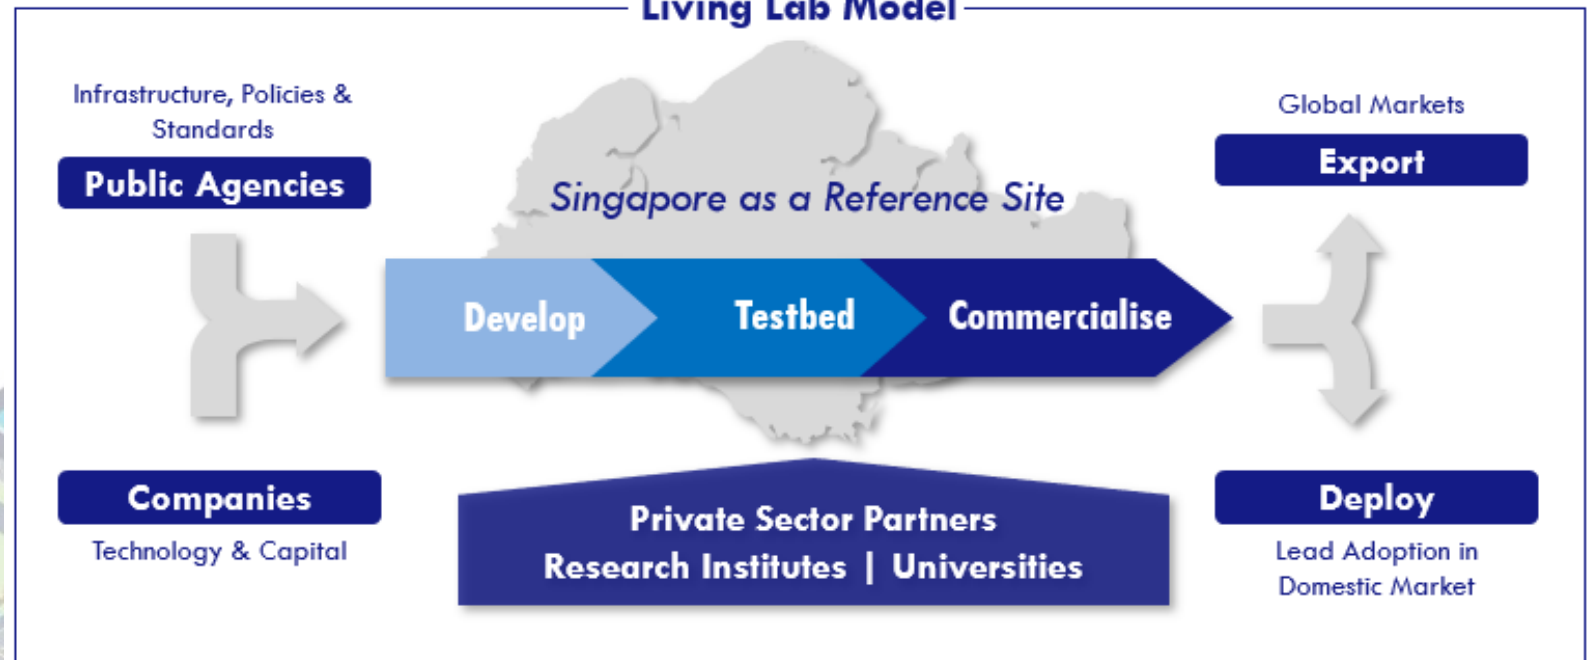 Living Lab Model
Infrastructure, Policies &
Standards
Public Agencies
Companies
Technology & Capital
Singapore as a Reference Site
Develop
Testbed
Commercialise
Private Sector Partners
Research Institutes | Universities
Global Markets
Export
Deploy
Lead Adoption in
Domestic Market